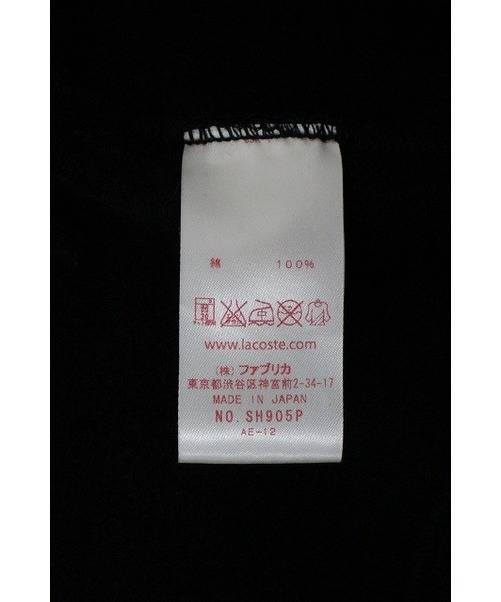 綿 100%
www.lacoste.com
(株)ファブリカ
東京都渋谷区神宮前2-34-17
MADE IN JAPAN
NO. SH905P
AE-12